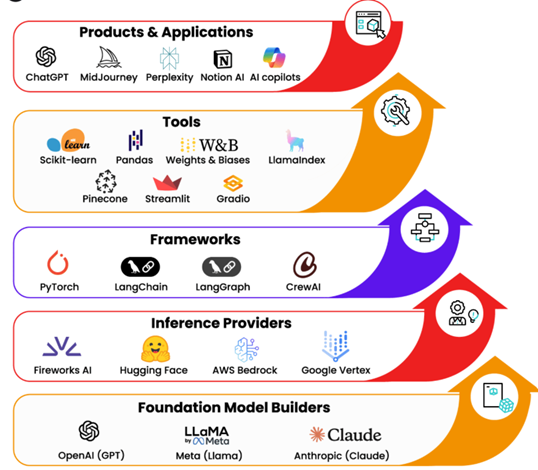 Products & Applications
ChatGPT MidJourney Perplexity Notion AI AI copilots
Tools
learn W&B
Scikit-learn Pandas Weights & Biases LlamaIndex
Pinecone Streamlit Gradio
Frameworks
PyTorch LangChain LangGraph CrewAI
Inference Providers
Fireworks AI Hugging Face AWS Bedrock Google Vertex
Foundation Model Builders
LLaMA
by Meta
Claude
OpenAI (GPT) Meta (Llama) Anthropic (Claude)